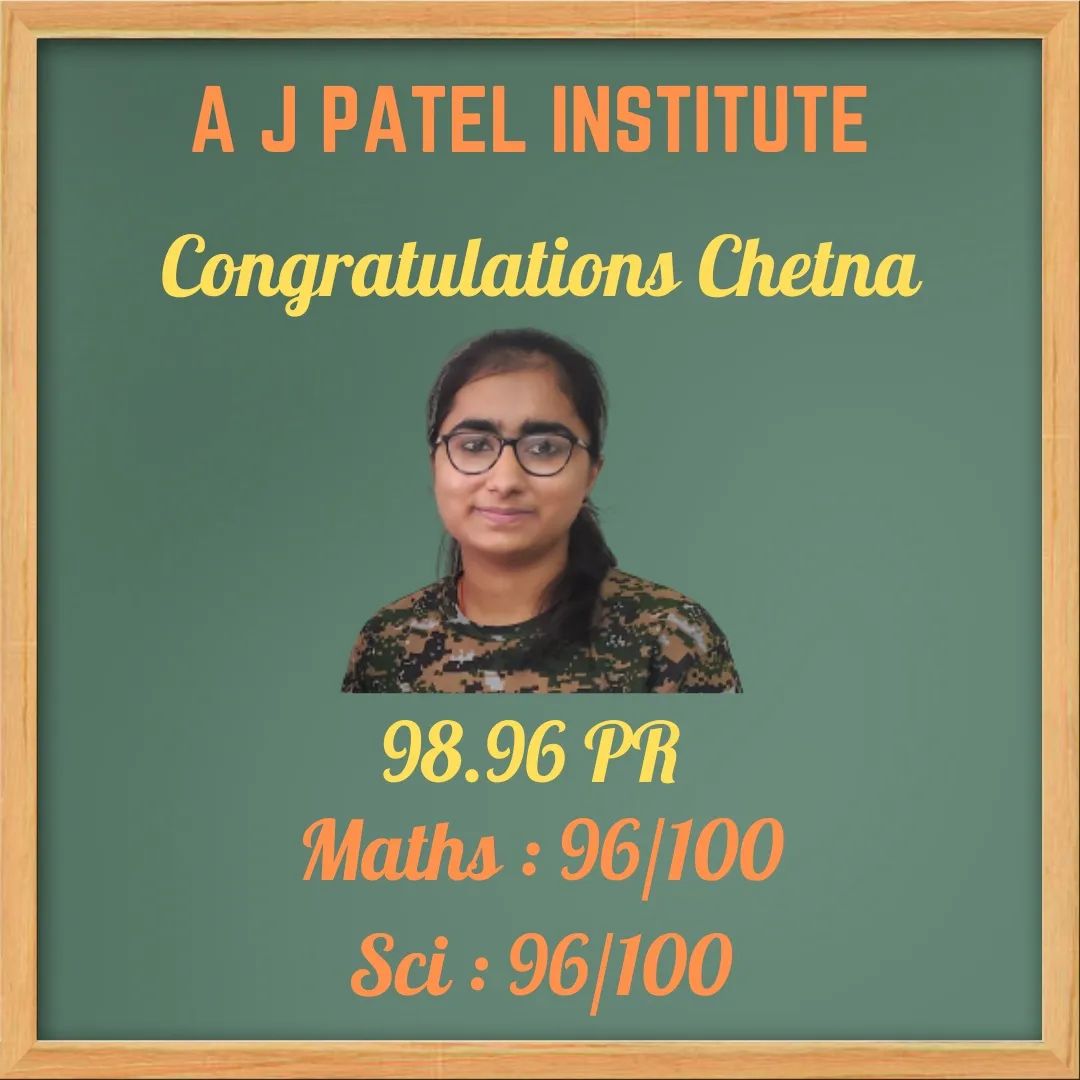 A J PATEL INSTITUTE
Congratulations Chetna
98.96 PR
Maths : 96/100
Sci : 96/100